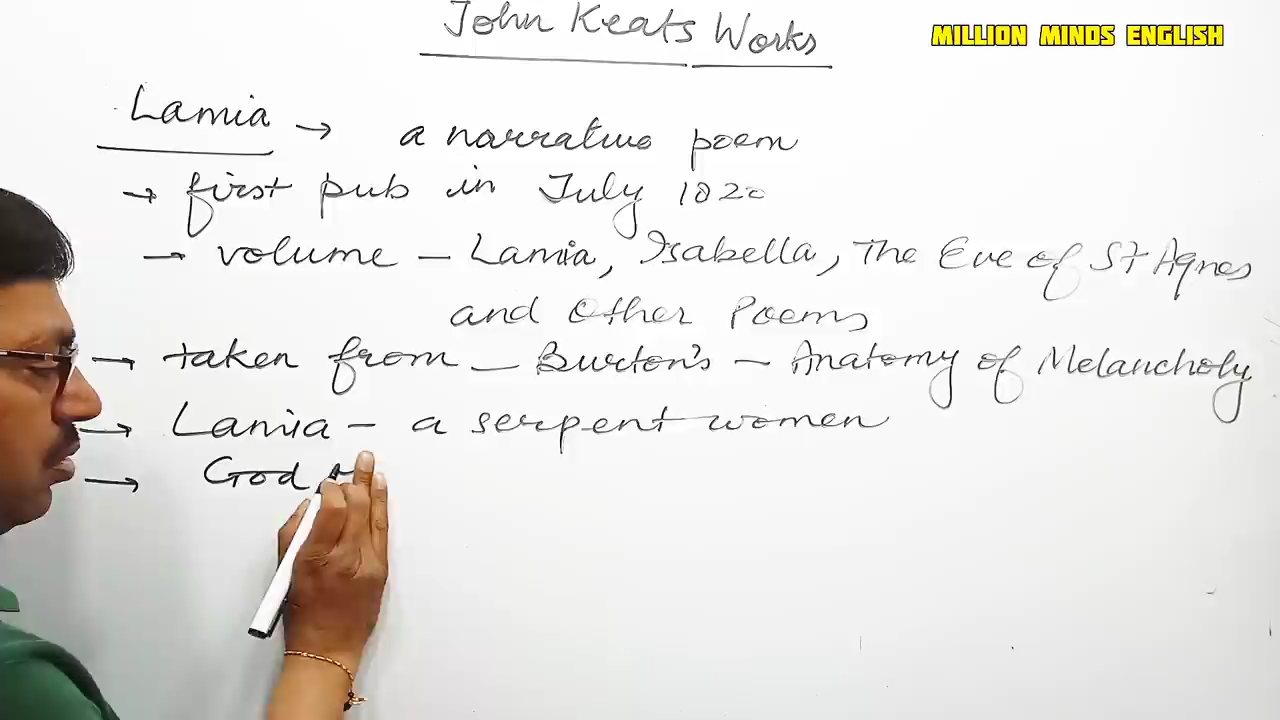 John Keats Works
MILLION MINDS ENGLISH
Lamia → a narrative poem
→ first pub in July 1820
→ volume - Lamia, Isabella, The Eve of St Agnes
and Other Poems
→ taken from - Burton's - Anatomy of Melancholy
→ Lamia - a serpent women
→ God